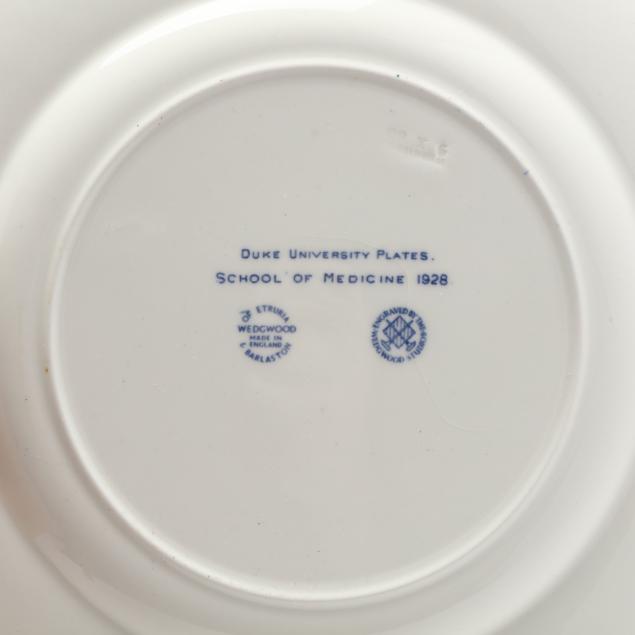 DUKE UNIVERSITY PLATES.
SCHOOL OF MEDICINE 1928
OF ETRURIA
WEDGWOOD
MADE IN
ENGLAND
& BARLASTON
ENGRAVED BY THE
WEDGWOOD STUDIOS